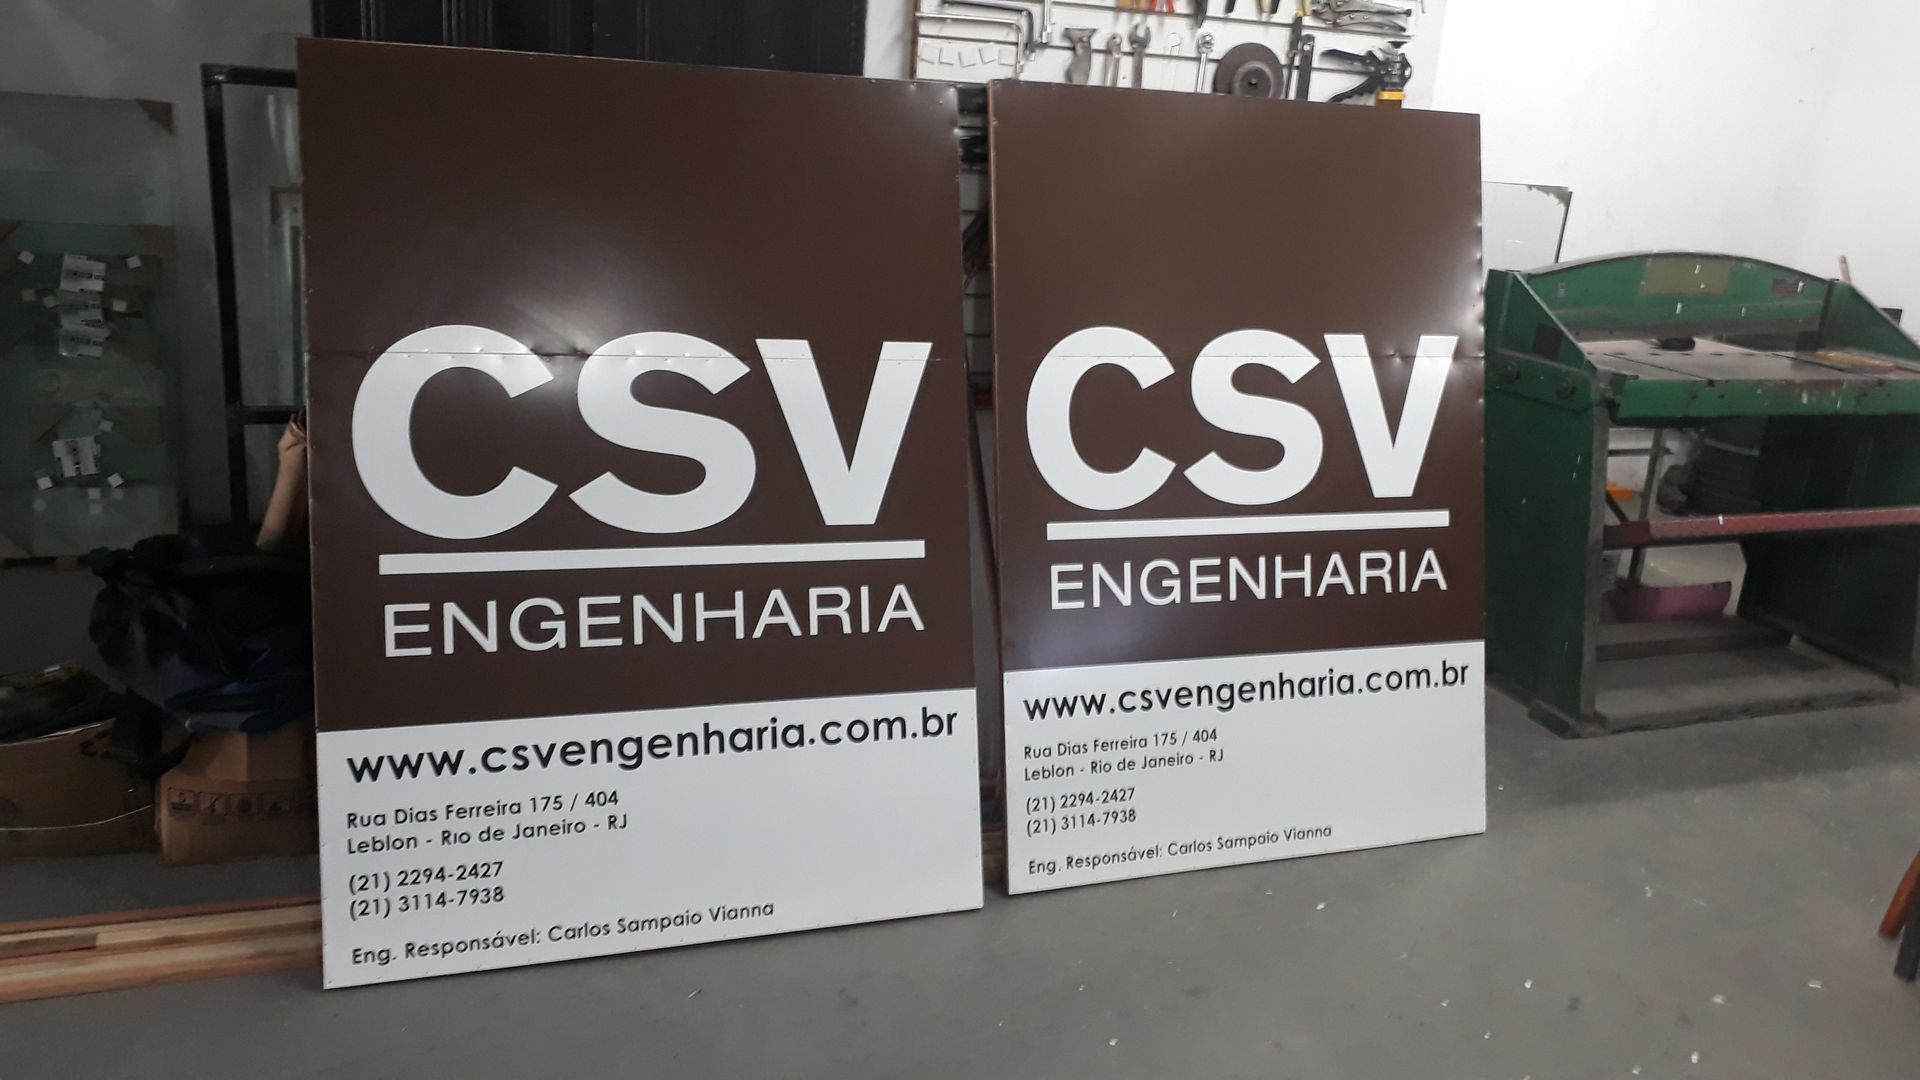 CSV
ENGENHARIA
www.csvengenharia.com.br
Rua Dias Ferreira 175 / 404
Leblon - Rio de Janeiro - RJ
(21) 2294-2427
(21) 3114-7938
Eng. Responsável: Carlos Sampaio Vianna
CSV
ENGENHARIA
www.csvengenharia.com.br
Rua Dias Ferreira 175 / 404
Leblon - Rio de Janeiro - RJ
(21) 2294-2427
(21) 3114-7938
Eng. Responsável: Carlos Sampaio Vianna